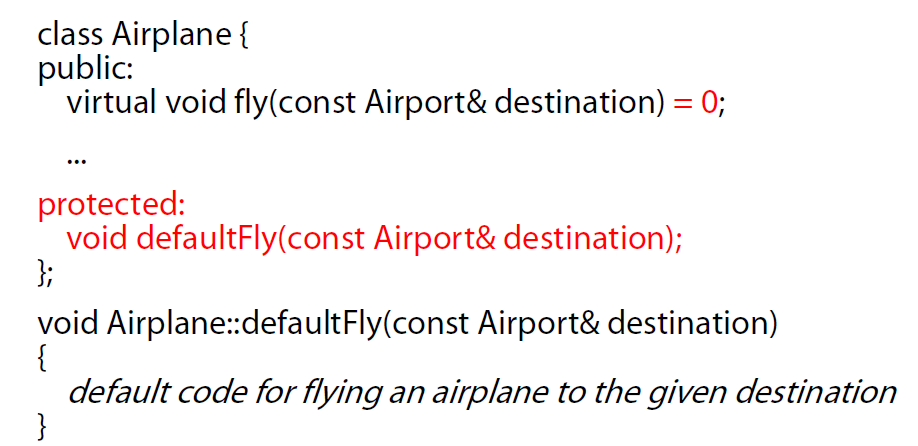 class Airplane {
public:
virtual void fly(const Airport& destination) = 0;
...
protected:
void defaultFly(const Airport& destination);
};
void Airplane::defaultFly(const Airport& destination)
{
default code for flying an airplane to the given destination
}